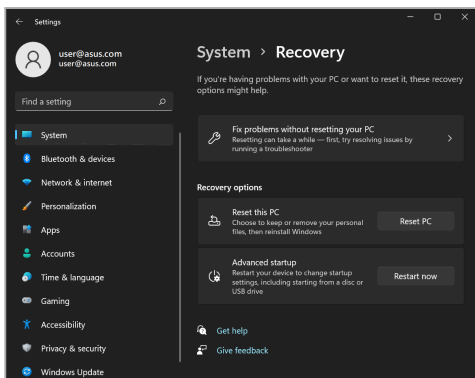 Settings
user@asus.com
user@asus.com
Find a setting
System
Bluetooth & devices
Network & internet
Personalization
Apps
Accounts
Time & language
Gaming
Accessibility
Privacy & security
Windows Update
System › Recovery
If you're having problems with your PC or want to reset it, these recovery
options might help.
Fix problems without resetting your PC
Resetting can take a while — first, try resolving issues by
running a troubleshooter
Recovery options
Reset this PC
Choose to keep or remove your personal
files, then reinstall Windows
Reset PC
Advanced startup
Restart your device to change startup
settings, including starting from a disc or
USB drive
Restart now
Get help
Give feedback